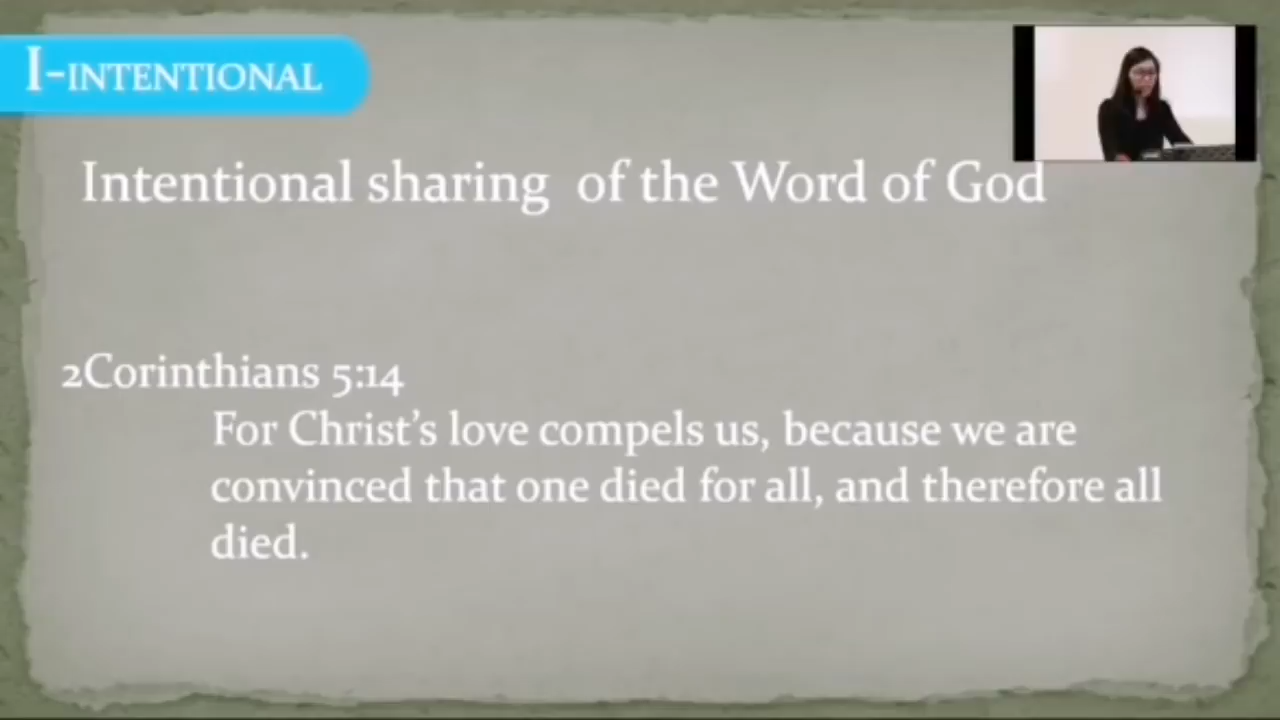 I-INTENTIONAL
Intentional sharing of the Word of God
2Corinthians 5:14
For Christ's love compels us, because we are
convinced that one died for all, and therefore all
died.